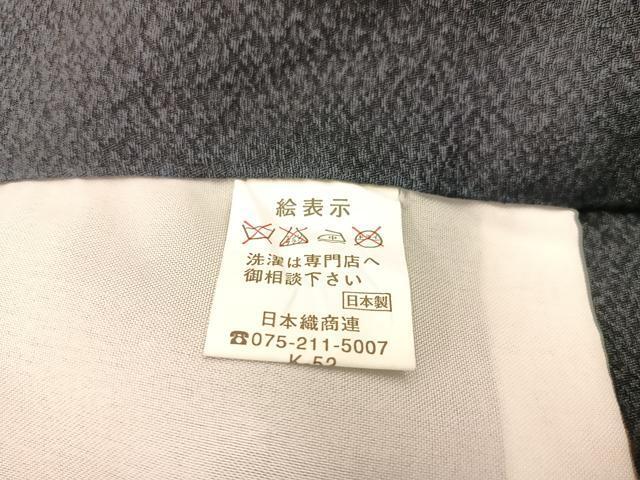 絵表示
洗濯は専門店へ
御相談下さい
日本製
日本織商連
☎075-211-5007
K-52